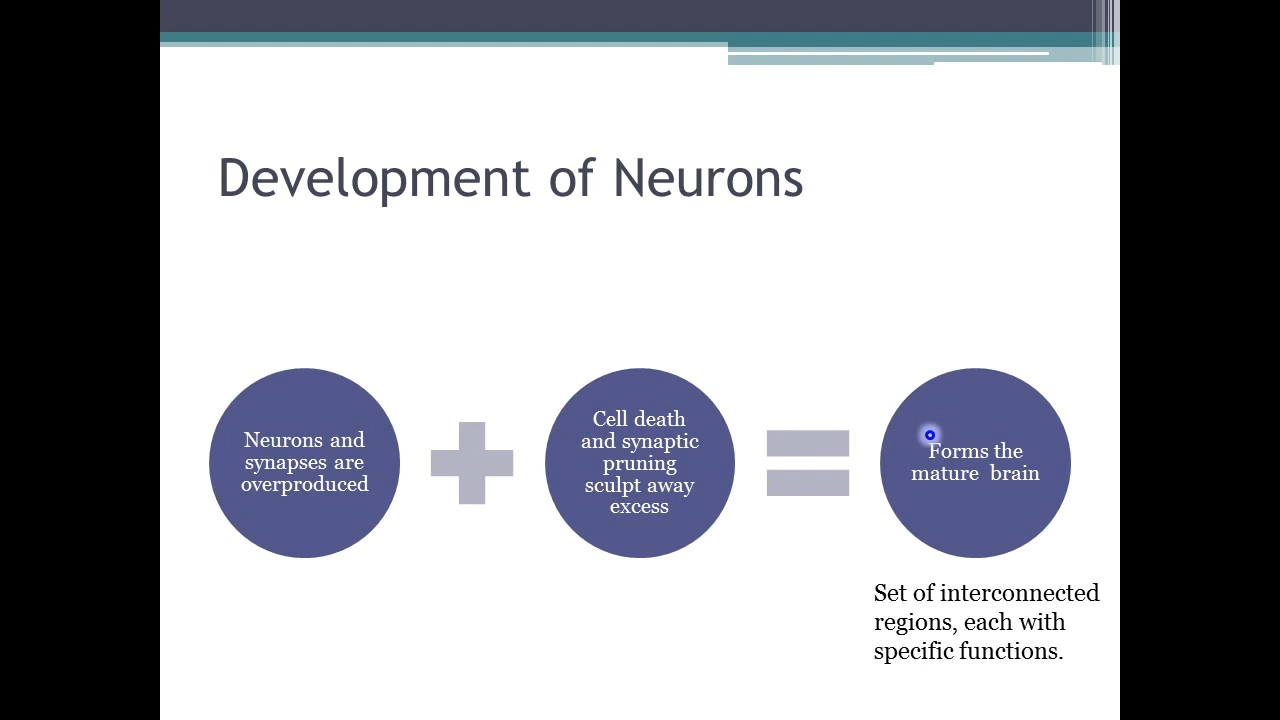 Development of Neurons
Neurons and
synapses are
overproduced
Cell death
and synaptic
pruning
sculpt away
excess
Forms the
mature brain
Set of interconnected
regions, each with
specific functions.